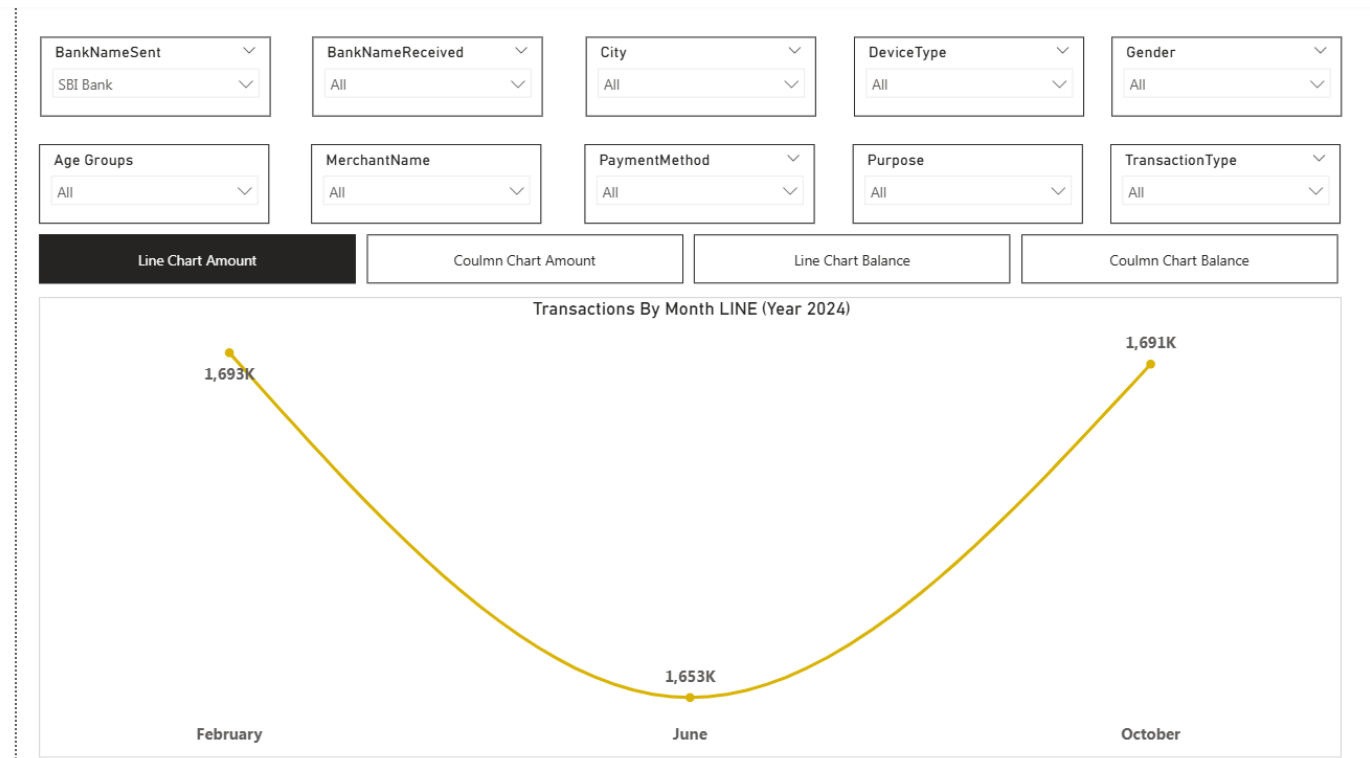 BankNameSent
SBI Bank
BankNameReceived
All
City
All
DeviceType
All
Gender
All
Age Groups
All
MerchantName
All
PaymentMethod
All
Purpose
All
TransactionType
All
Line Chart Amount
Coulmn Chart Amount
Line Chart Balance
Coulmn Chart Balance
Transactions By Month LINE (Year 2024)
1,693K
1,653K
1,691K
February
June
October